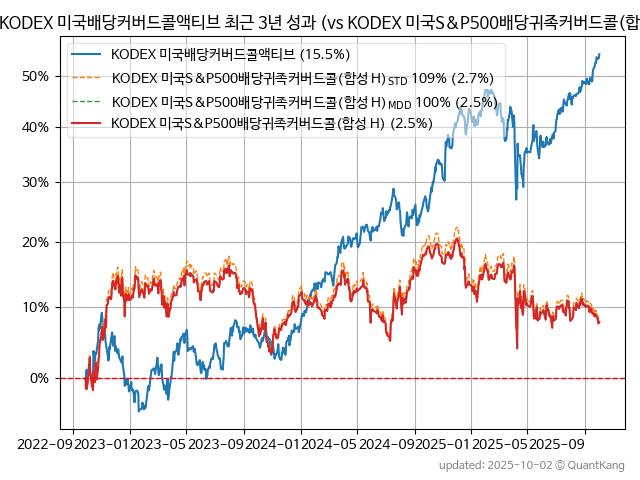 KODEX 미국배당커버드콜액티브 최근 3년 성과 (vs KODEX 미국S&P500배당귀족커버드콜(합
KODEX 미국배당커버드콜액티브 (15.5%)
KODEX 미국S&P500배당귀족커버드콜(합성 H) STD 109% (2.7%)
KODEX 미국S&P500배당귀족커버드콜(합성 H) MDD 100% (2.5%)
KODEX 미국S&P500배당귀족커버드콜(합성 H) (2.5%)
50%
40%
30%
20%
10%
0%
2022-09 2023-01 2023-05 2023-09 2024-01 2024-05 2024-09 2025-01 2025-05 2025-09
updated: 2025-10-02 © QuantKang